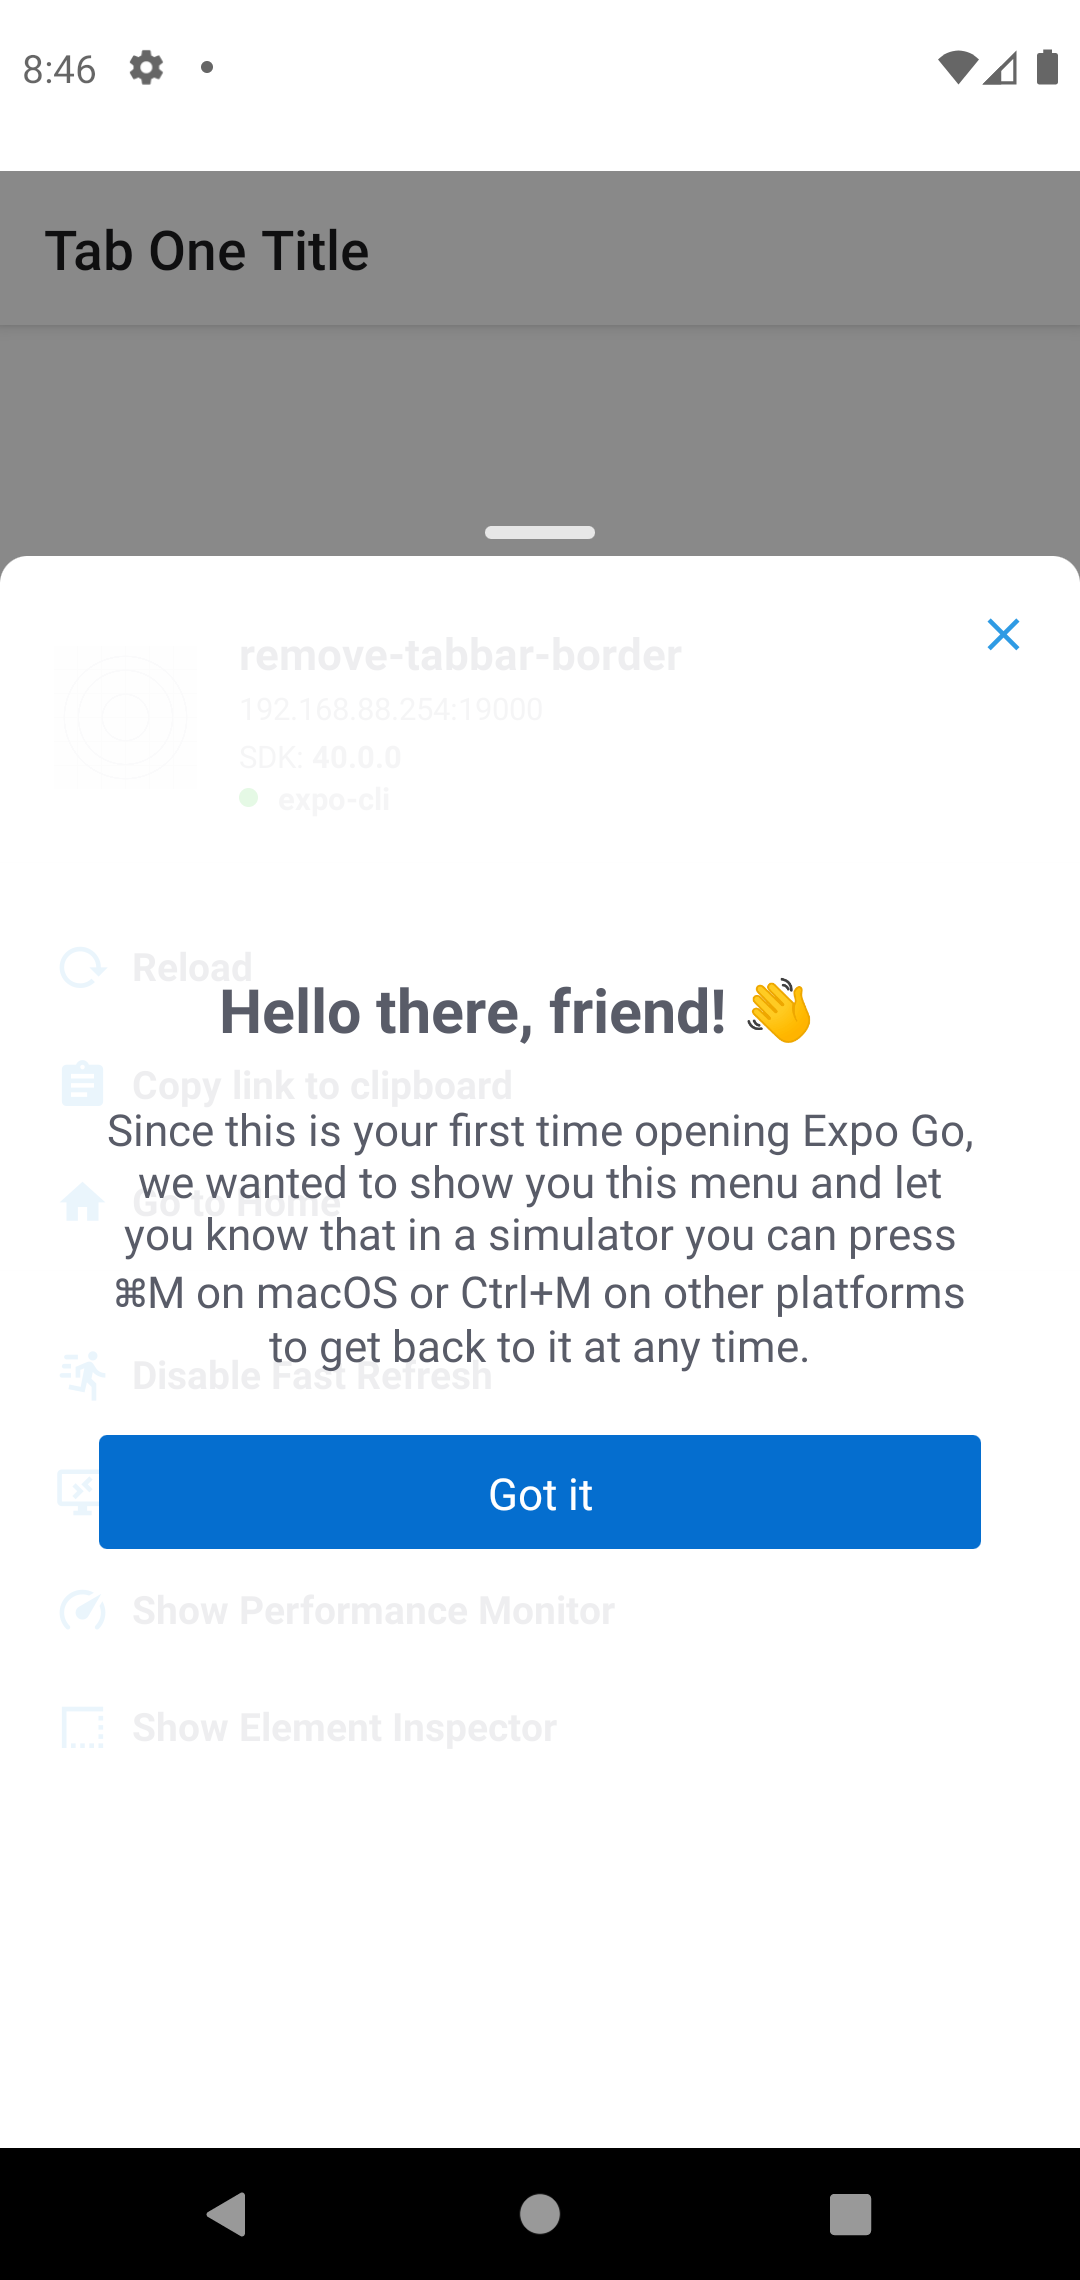 8:46
Tab One Title
remove-tabbar-border
192.168.88.254:19000
SDK: 40.0.0
expo-cli
Reload
Hello there, friend! 👋
Copy link to clipboard
Since this is your first time opening Expo Go,
we wanted to show you this menu and let
Go to Home
you know that in a simulator you can press
⌘M on macOS or Ctrl+M on other platforms
to get back to it at any time.
Disable Fast Refresh
Got it
Show Performance Monitor
Show Element Inspector